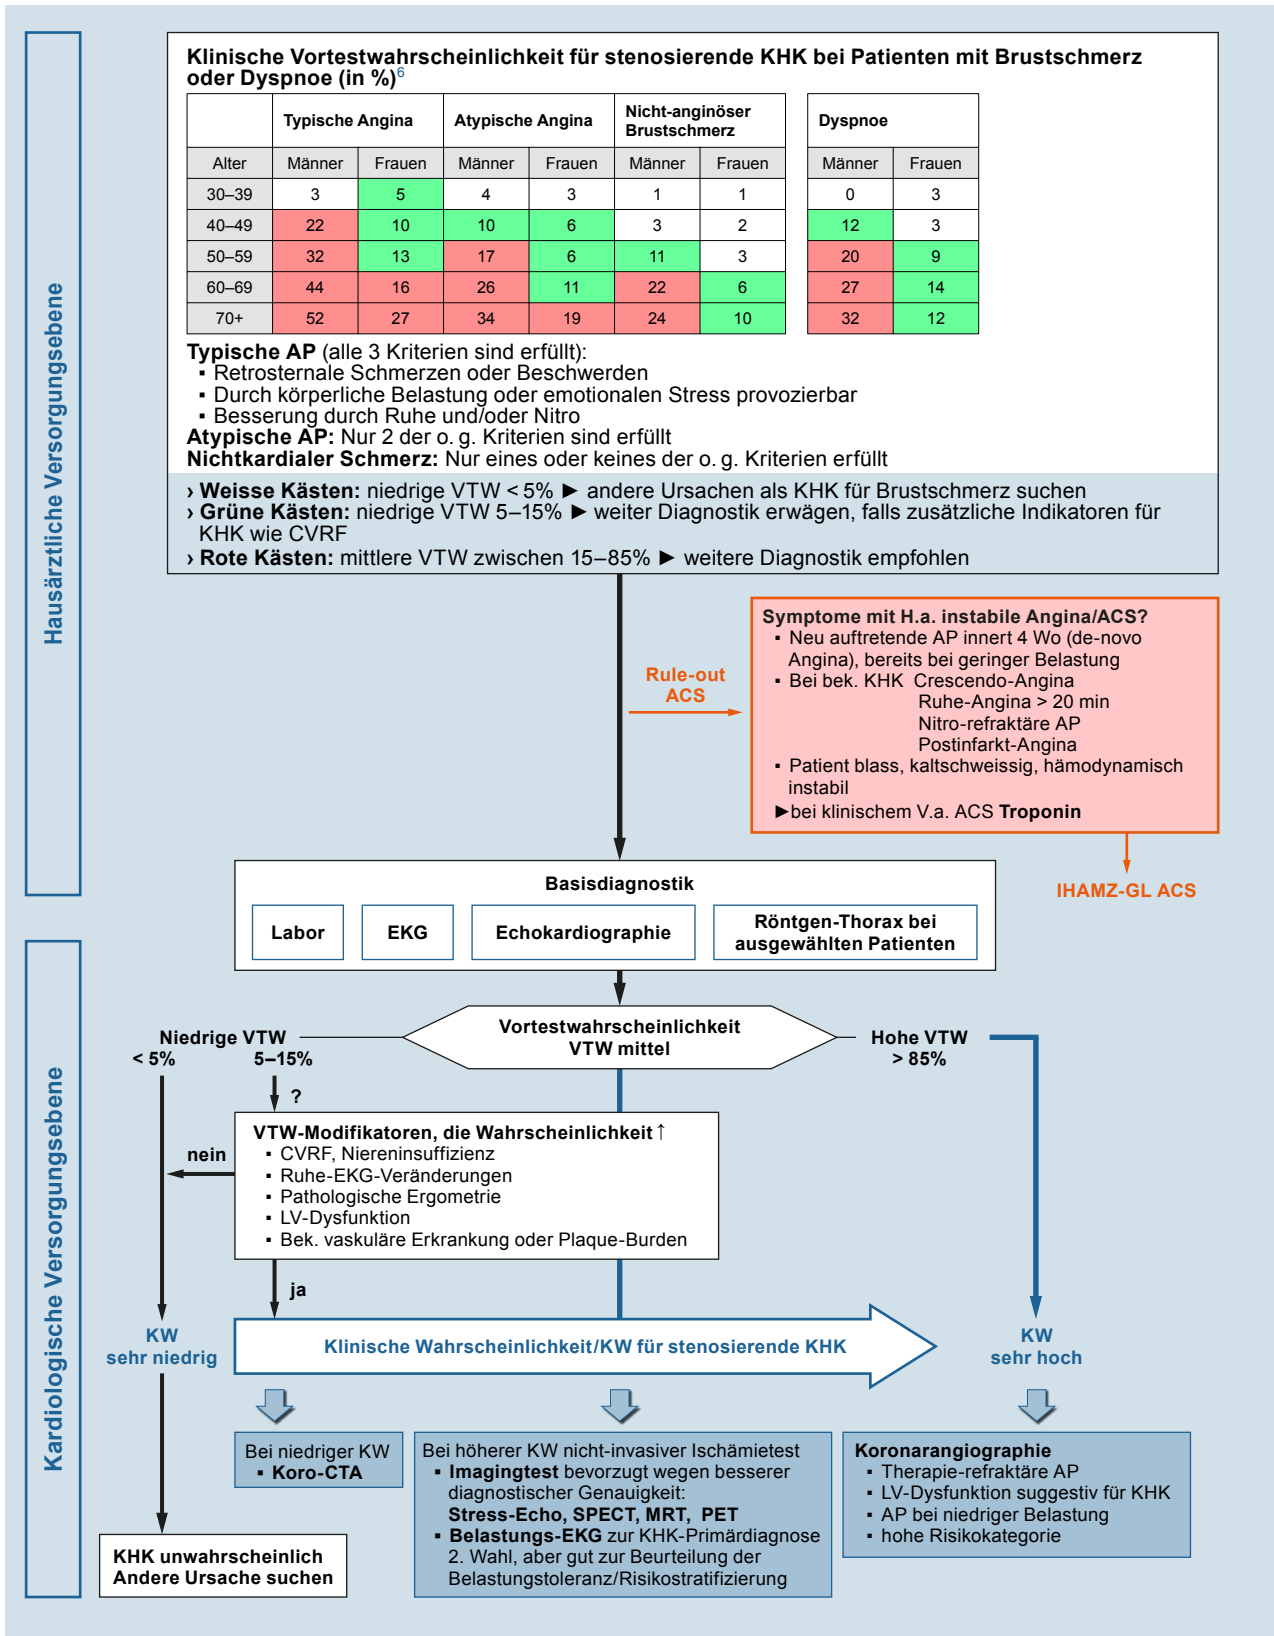 Hausärztliche Versorgungsebene
Klinische Vortestwahrscheinlichkeit für stenosierende KHK bei Patienten mit Brustschmerz
oder Dyspnoe (in %)6
Typische Angina Atypische Angina Nicht-anginöser Brustschmerz Dyspnoe
Alter Männer Frauen Männer Frauen Männer Frauen Männer Frauen
30–39 3 5 4 3 1 1 0 3
40–49 22 10 10 6 3 2 12 3
50–59 32 13 17 6 11 3 20 9
60–69 44 16 26 11 22 6 27 14
70+ 52 27 34 19 24 10 32 12
Typische AP (alle 3 Kriterien sind erfüllt):
▪ Retrosternale Schmerzen oder Beschwerden
▪ Durch körperliche Belastung oder emotionalen Stress provozierbar
▪ Besserung durch Ruhe und/oder Nitro
Atypische AP: Nur 2 der o. g. Kriterien sind erfüllt
Nichtkardialer Schmerz: Nur eines oder keines der o. g. Kriterien erfüllt
› Weisse Kästen: niedrige VTW < 5% ► andere Ursachen als KHK für Brustschmerz suchen
› Grüne Kästen: niedrige VTW 5–15% ► weiter Diagnostik erwägen, falls zusätzliche Indikatoren für
KHK wie CVRF
› Rote Kästen: mittlere VTW zwischen 15–85% ► weitere Diagnostik empfohlen
Rule-out
ACS
Symptome mit H.a. instabile Angina/ACS?
▪ Neu auftretende AP innert 4 Wo (de-novo
Angina), bereits bei geringer Belastung
▪ Bei bek. KHK Crescendo-Angina
Ruhe-Angina > 20 min
Nitro-refraktäre AP
Postinfarkt-Angina
▪ Patient blass, kaltschweissig, hämodynamisch
instabil
►bei klinischem V.a. ACS Troponin
IHAMZ-GL ACS
Basisdiagnostik
Labor
EKG
Echokardiographie
Röntgen-Thorax bei
ausgewählten Patienten
Kardiologische Versorgungsebene
Vortestwahrscheinlichkeit
VTW mittel
Niedrige VTW
< 5% 5–15%
Hohe VTW
> 85%
?
VTW-Modifikatoren, die Wahrscheinlichkeit ↑
▪ CVRF, Niereninsuffizienz
▪ Ruhe-EKG-Veränderungen
▪ Pathologische Ergometrie
▪ LV-Dysfunktion
▪ Bek. vaskuläre Erkrankung oder Plaque-Burden
nein
ja
KW
sehr niedrig
Klinische Wahrscheinlichkeit/KW für stenosierende KHK
KW
sehr hoch
Bei niedriger KW
▪ Koro-CTA
Bei höherer KW nicht-invasiver Ischämietest
▪ Imagingtest bevorzugt wegen besserer
diagnostischer Genauigkeit:
Stress-Echo, SPECT, MRT, PET
▪ Belastungs-EKG zur KHK-Primärdiagnose
2. Wahl, aber gut zur Beurteilung der
Belastungstoleranz/Risikostratifizierung
Koronarangiographie
▪ Therapie-refraktäre AP
▪ LV-Dysfunktion suggestiv für KHK
▪ AP bei niedriger Belastung
▪ hohe Risikokategorie
KHK unwahrscheinlich
Andere Ursache suchen